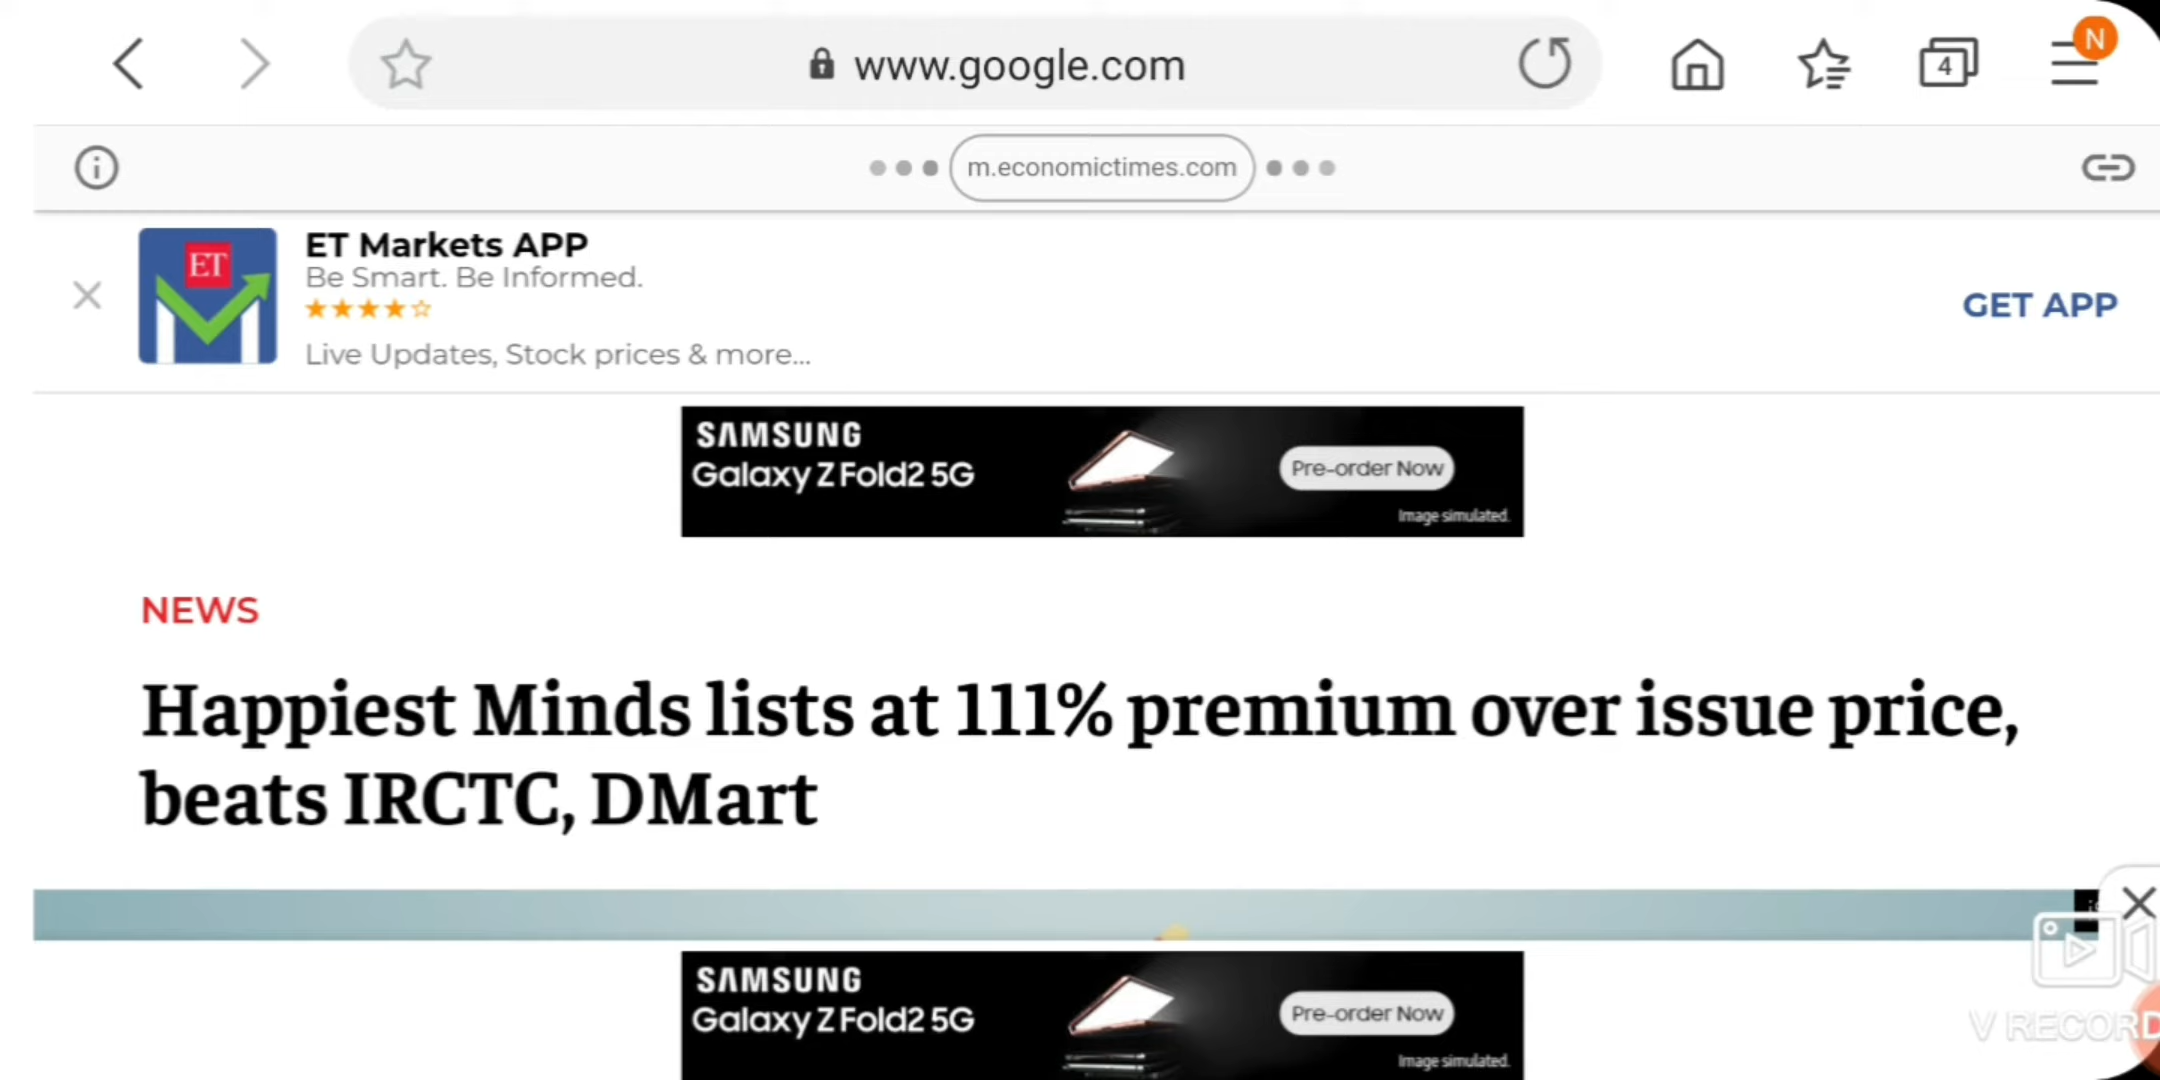 www.google.com
4
N
m.economictimes.com
ET
ET Markets APP
Be Smart. Be Informed.
Live Updates, Stock prices & more...
GET APP
SAMSUNG
Galaxy Z Fold2 5G
Pre-order Now
Image simulated.
NEWS
Happiest Minds lists at 111% premium over issue price,
beats IRCTC, DMart
SAMSUNG
Galaxy Z Fold2 5G
Pre-order Now
Image simulated.
V RECORD